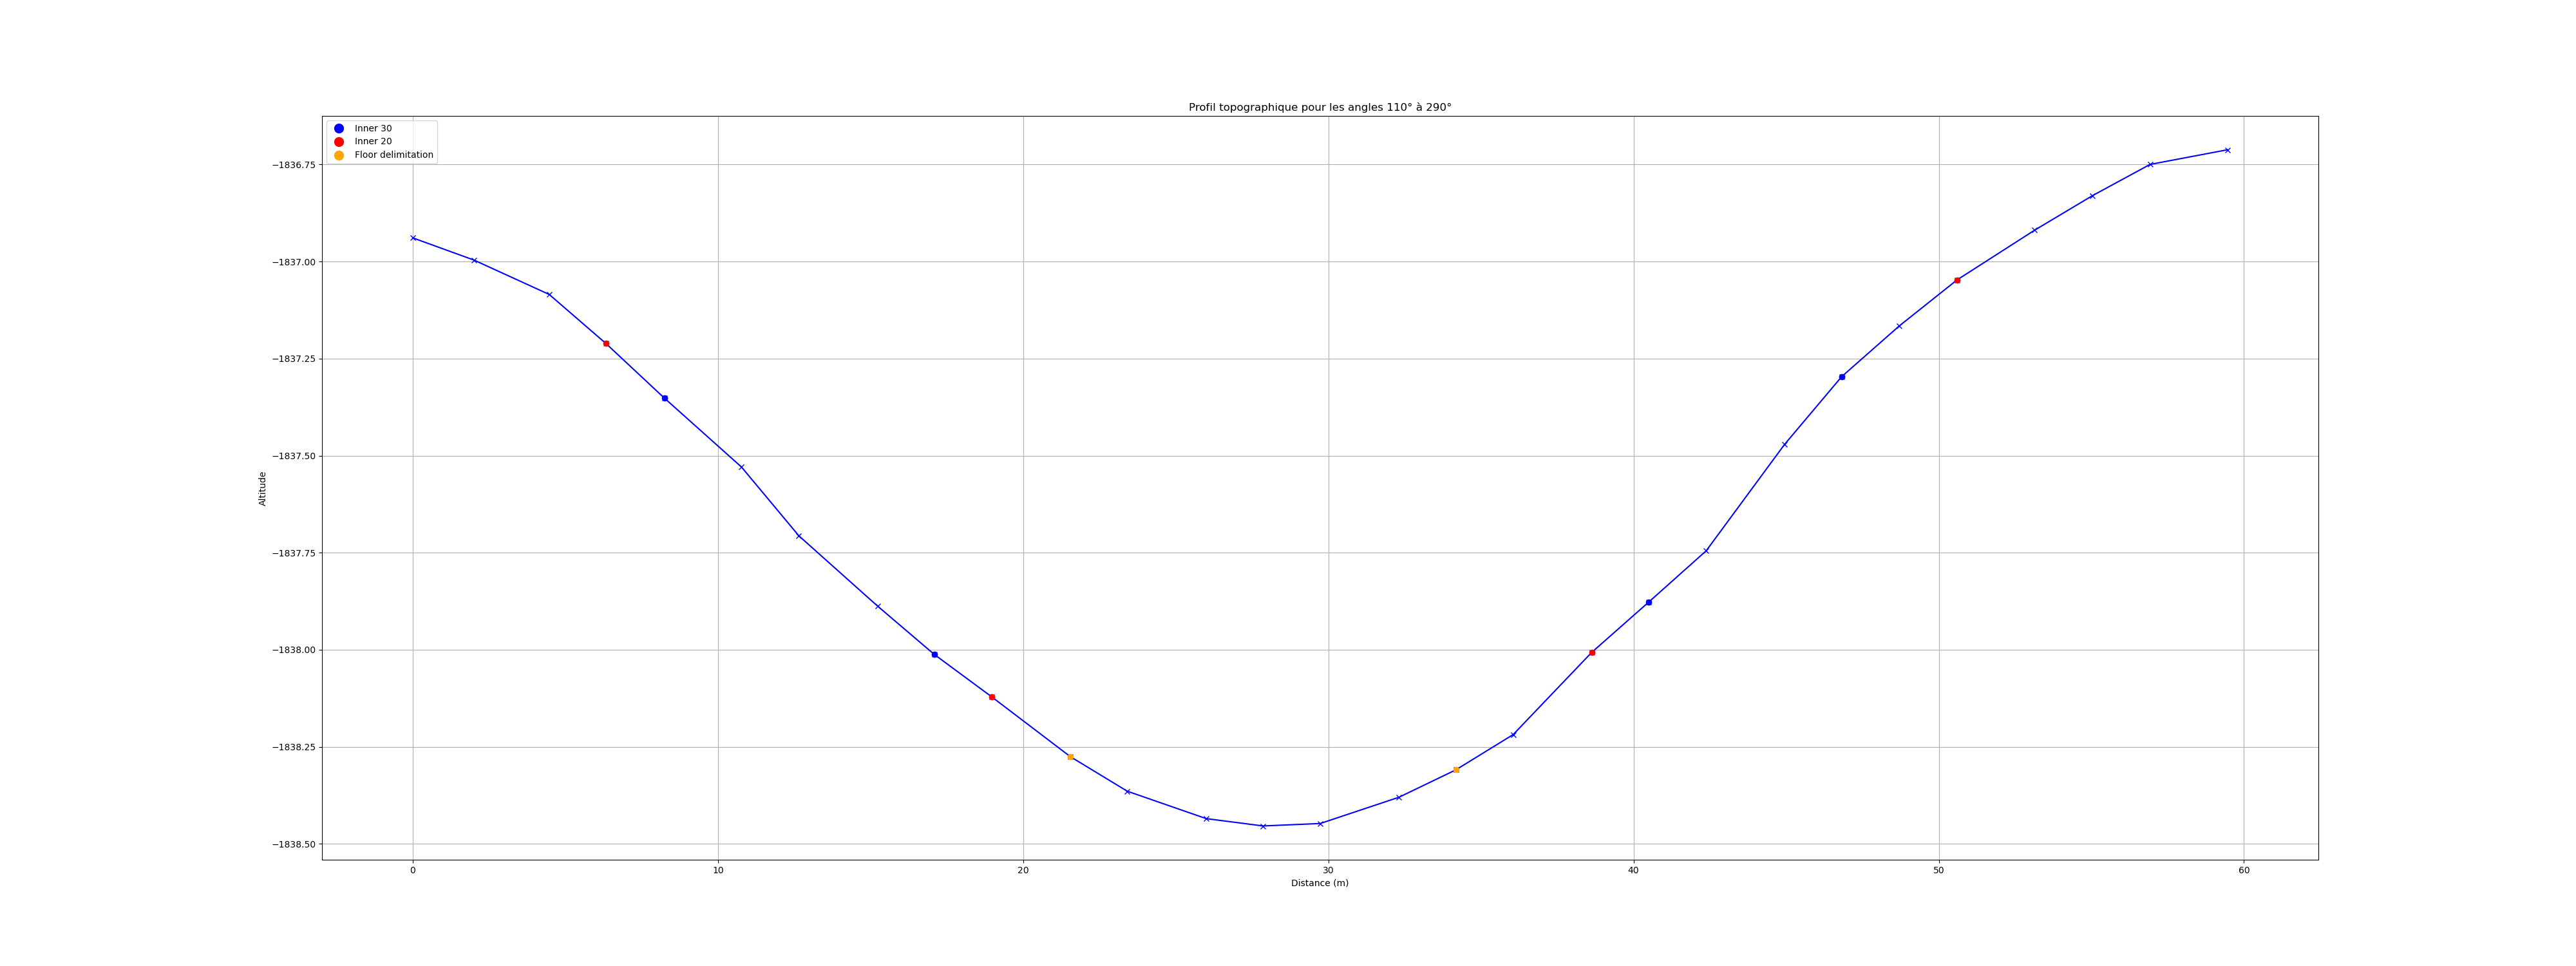 Profil topographique pour les angles 110° à 290°
Inner 30
Inner 20
Floor delimitation
−1836.75
−1837.00
−1837.25
−1837.50
−1837.75
−1838.00
−1838.25
−1838.50
Altitude
0 10 20 30 40 50 60
Distance (m)